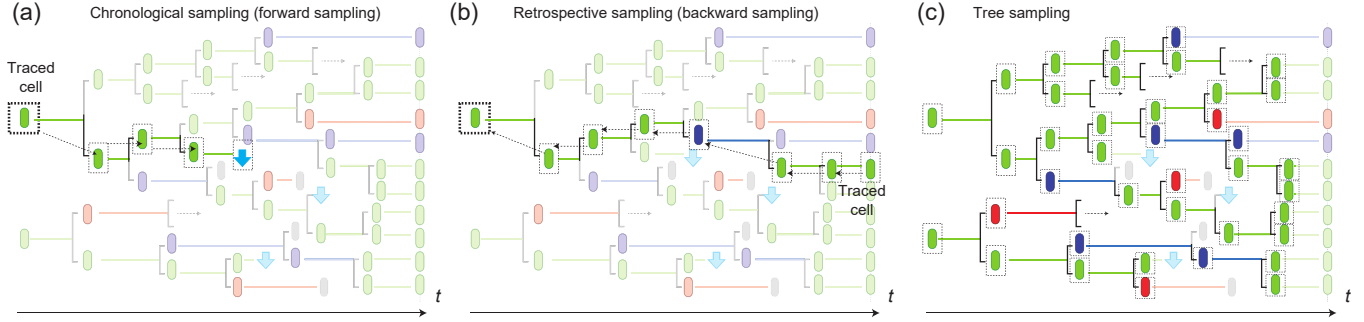 (a) Chronological sampling (forward sampling)
Traced
cell
t
(b) Retrospective sampling (backward sampling)
Traced
cell
t
(c) Tree sampling
t